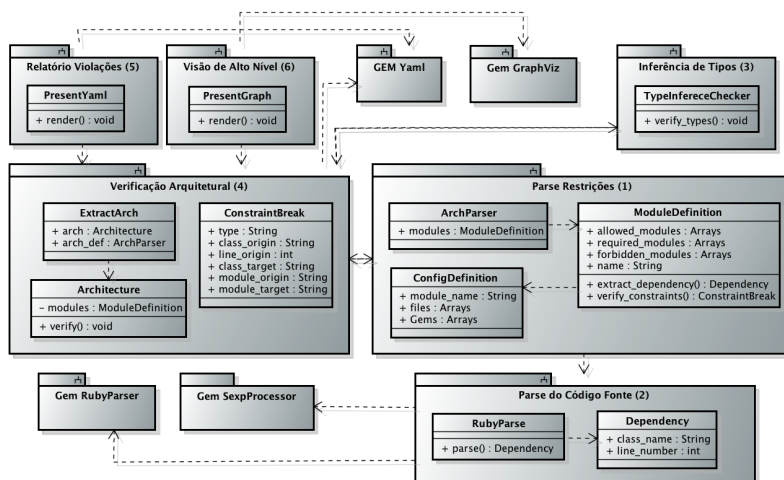 Relatório Violações (5)
PresentYaml
+ render() : void
Visão de Alto Nível (6)
PresentGraph
+ render() : void
GEM Yaml
Gem GraphViz
Inferência de Tipos (3)
TypeInfereceChecker
+ verify_types() : void
Verificação Arquitetural (4)
ExtractArch
+ arch : Architecture
+ arch_def : ArchParser
Architecture
– modules : ModuleDefinition
+ verify() : void
ConstraintBreak
+ type : String
+ class_origin : String
+ line_origin : int
+ class_target : String
+ module_origin : String
+ module_target : String
Parse Restrições (1)
ArchParser
+ modules : ModuleDefinition
ConfigDefinition
+ module_name : String
+ files : Arrays
+ Gems : Arrays
ModuleDefinition
+ allowed_modules : Arrays
+ required_modules : Arrays
+ forbidden_modules : Arrays
+ name : String
+ extract_dependency() : Dependency
+ verify_constraints() : ConstraintBreak
Gem RubyParser
Gem SexpProcessor
Parse do Código Fonte (2)
RubyParse
+ parse() : Dependency
Dependency
+ class_name : String
+ line_number : int